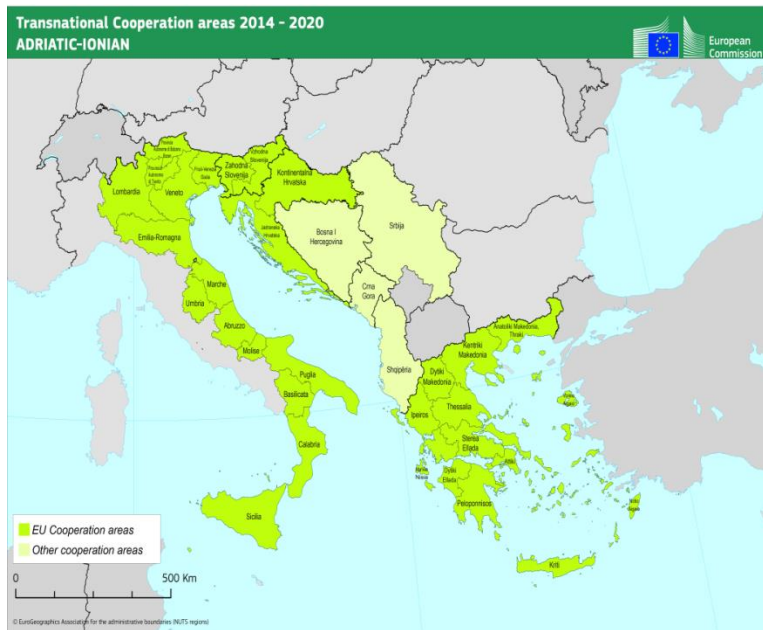 Transnational Cooperation areas 2014 - 2020
ADRIATIC-IONIAN
European
Commission
Zahodna
Slovenija
Kontinentalna
Hrvatska
Lombardia
Veneto
Emilia-Romagna
Jadranska
Hrvatska
Bosna I
Hercegovina
Srbija
Marche
Umbria
Crna
Gora
Abruzzo
Molise
Anatoliki Makedonia,
Thraki
Kentriki
Makedonia
Puglia
Shqipëria
Dytiki
Makedonia
Basilicata
Ipeiros
Thessalia
Calabria
Sterea
Ellada
Attiki
Dytiki
Ellada
Peloponnisos
Sicilia
Kriti
EU Cooperation areas
Other cooperation areas
0
500 Km
© EuroGeographics Association for the administrative boundaries (NUTS regions)